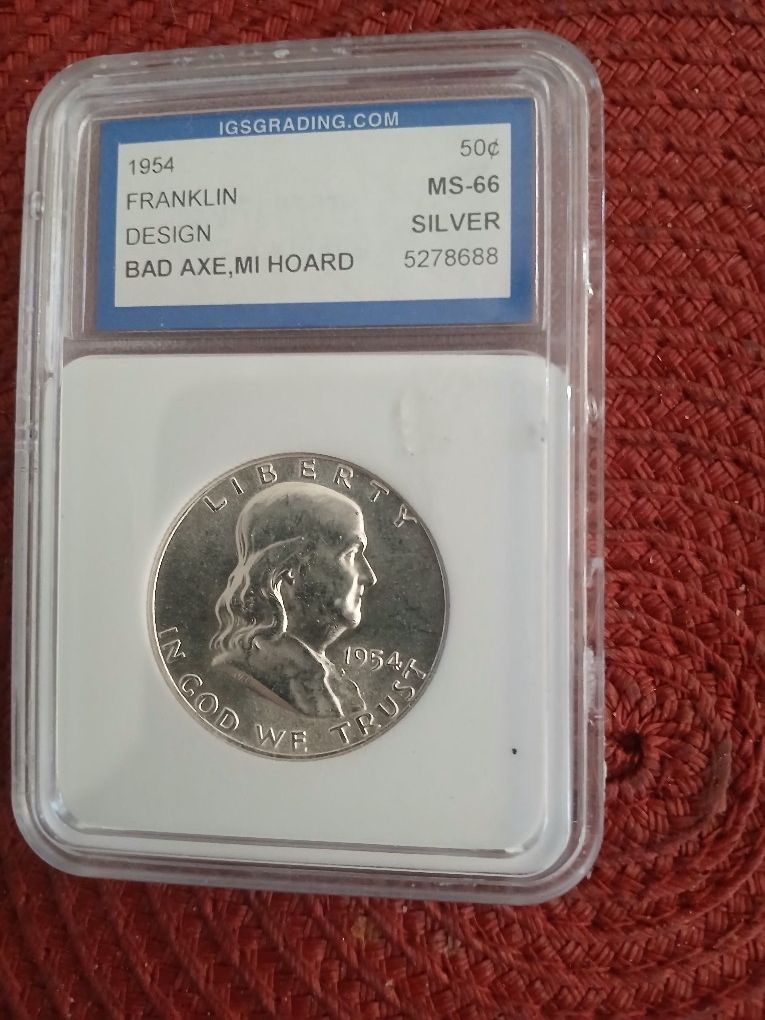 IGSGRADING.COM
1954 50¢
FRANKLIN MS-66
DESIGN SILVER
BAD AXE,MI HOARD 5278688
LIBERTY
1954
IN GOD WE TRUST